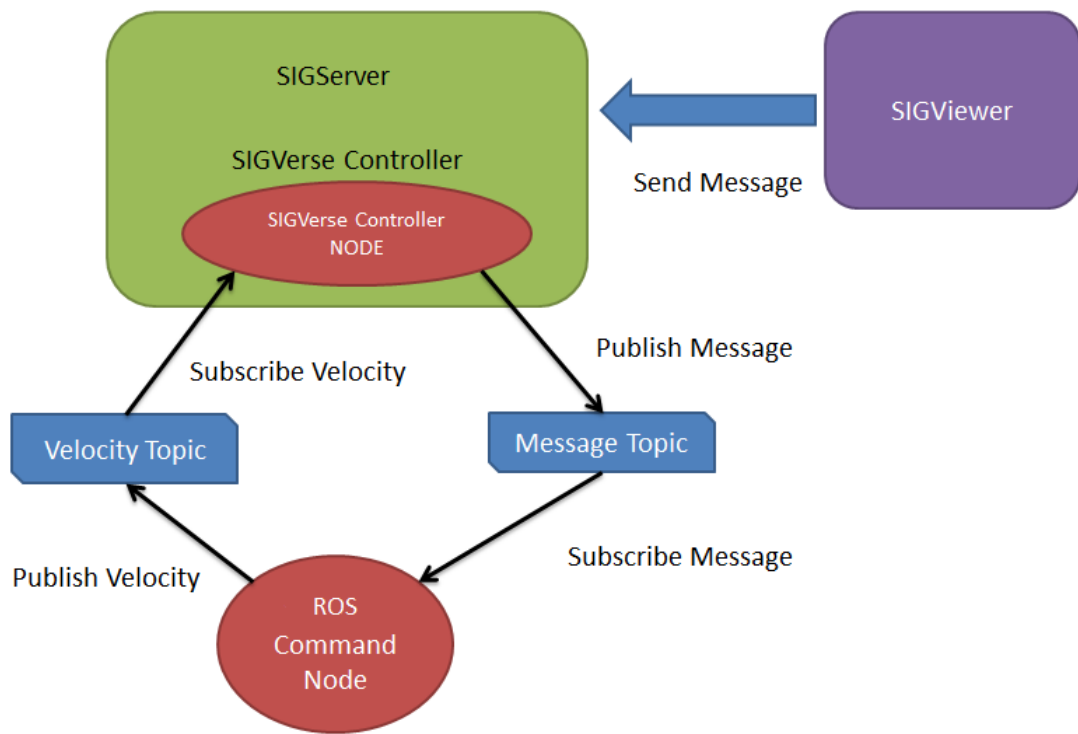 SIGServer
SIGViewer
SIGVerse Controller
Send Message
SIGVerse Controller
NODE
Publish Message
Subscribe Velocity
Velocity Topic
Message Topic
Subscribe Message
Publish Velocity
ROS
Command
Node